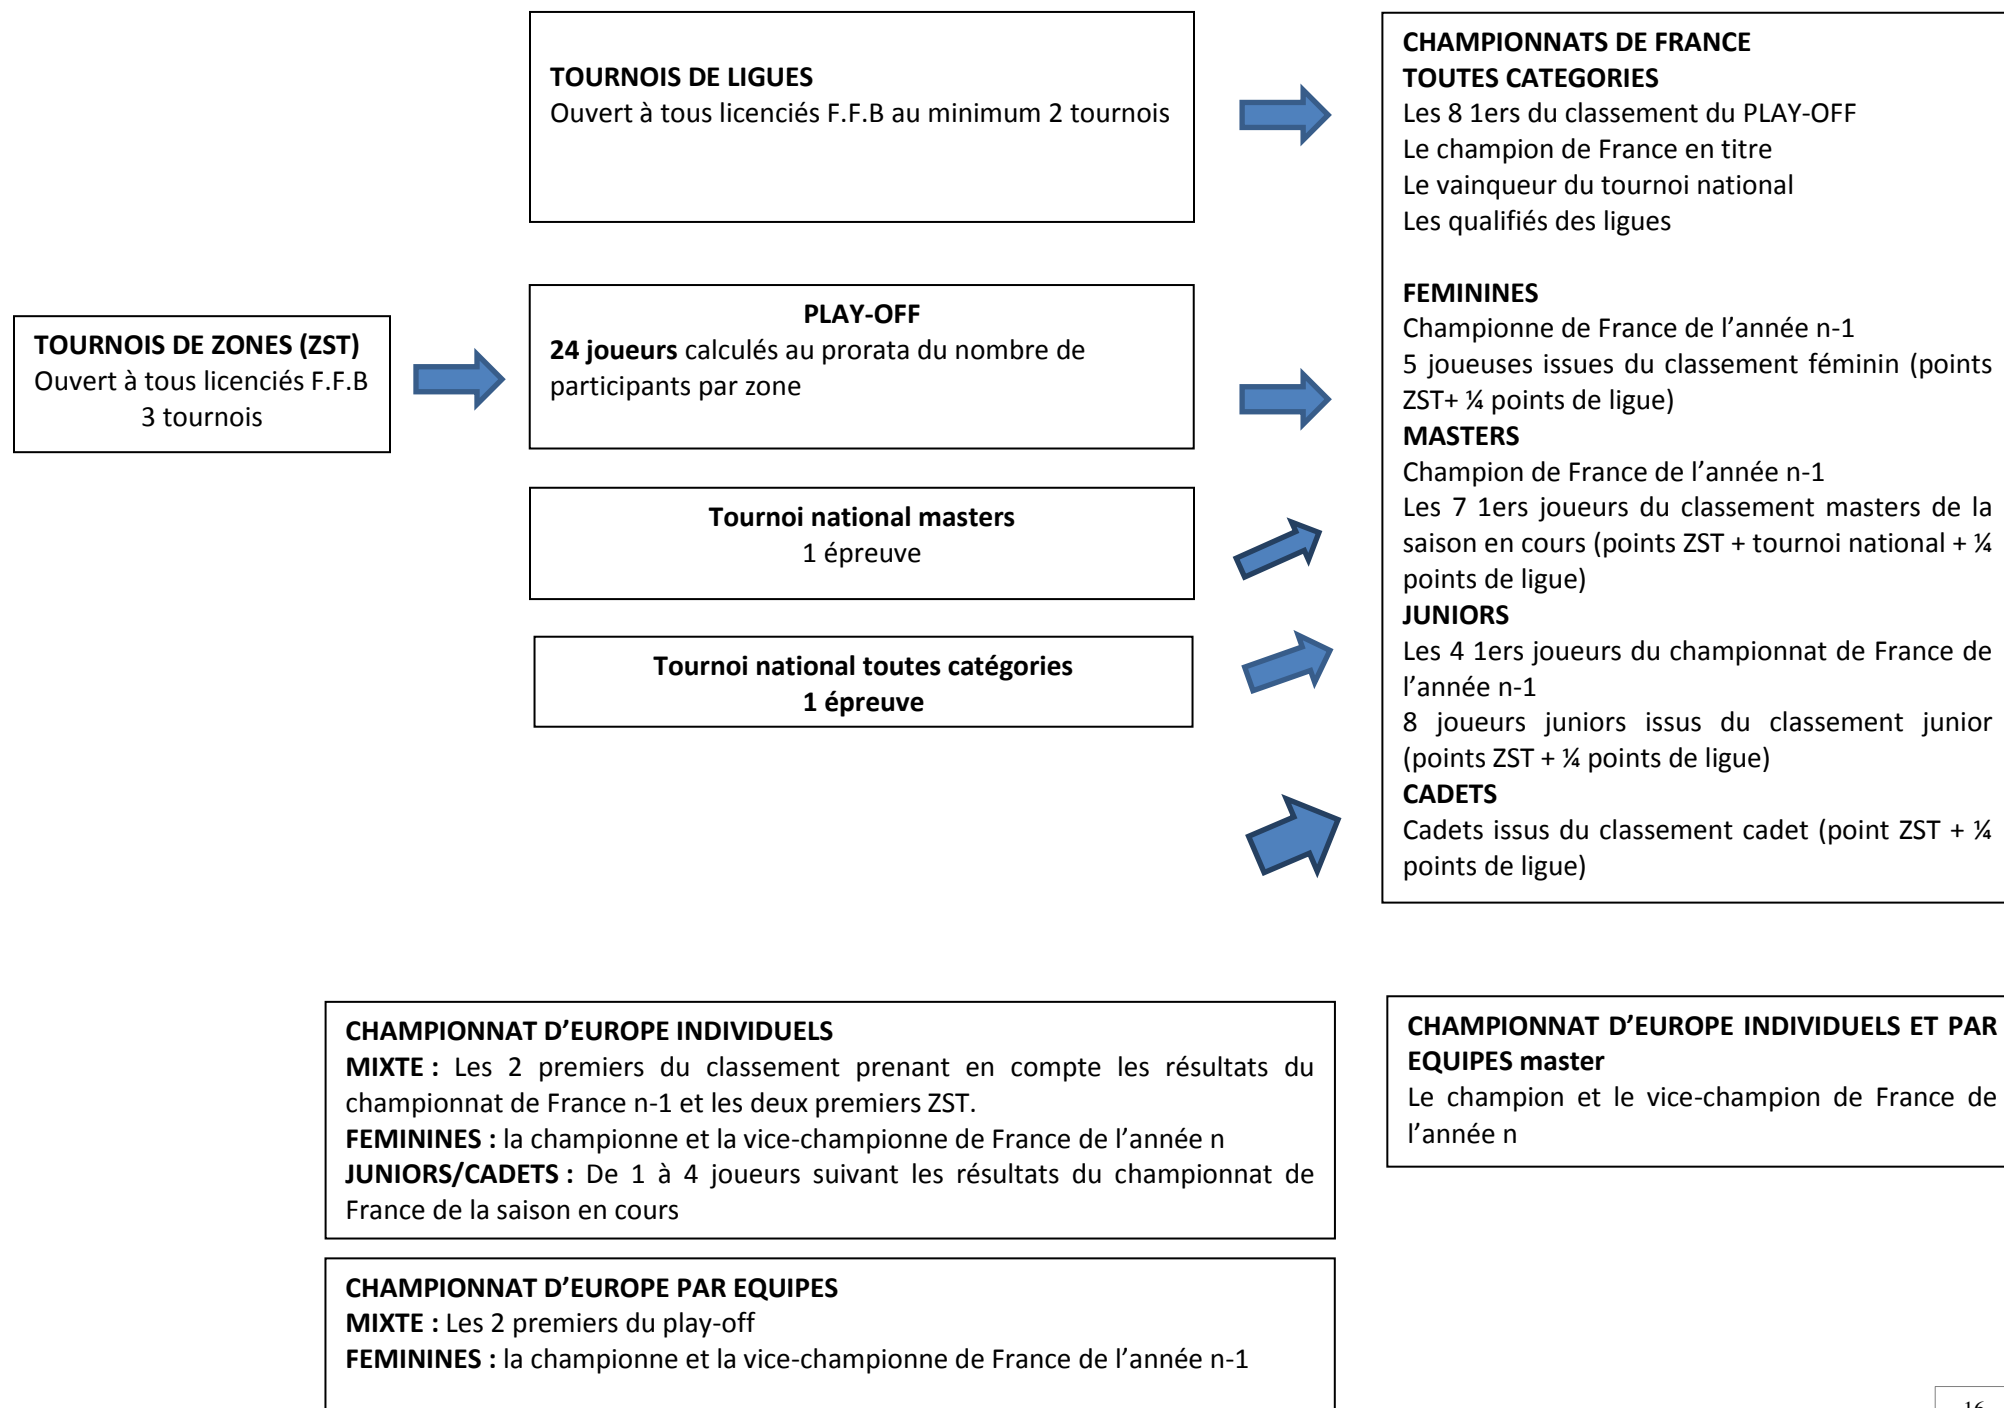 TOURNOIS DE LIGUES
Ouvert à tous licenciés F.F.B au minimum 2 tournois
TOURNOIS DE ZONES (ZST)
Ouvert à tous licenciés F.F.B
3 tournois
PLAY-OFF
24 joueurs calculés au prorata du nombre de
participants par zone
Tournoi national masters
1 épreuve
Tournoi national toutes catégories
1 épreuve
CHAMPIONNATS DE FRANCE
TOUTES CATEGORIES
Les 8 1ers du classement du PLAY-OFF
Le champion de France en titre
Le vainqueur du tournoi national
Les qualifiés des ligues
FEMININES
Championne de France de l’année n-1
5 joueuses issues du classement féminin (points
ZST+ ¼ points de ligue)
MASTERS
Champion de France de l’année n-1
Les 7 1ers joueurs du classement masters de la
saison en cours (points ZST + tournoi national + ¼
points de ligue)
JUNIORS
Les 4 1ers joueurs du championnat de France de
l’année n-1
8 joueurs juniors issus du classement junior
(points ZST + ¼ points de ligue)
CADETS
Cadets issus du classement cadet (point ZST + ¼
points de ligue)
CHAMPIONNAT D’EUROPE INDIVIDUELS
MIXTE : Les 2 premiers du classement prenant en compte les résultats du
championnat de France n-1 et les deux premiers ZST.
FEMININES : la championne et la vice-championne de France de l’année n
JUNIORS/CADETS : De 1 à 4 joueurs suivant les résultats du championnat de
France de la saison en cours
CHAMPIONNAT D’EUROPE INDIVIDUELS ET PAR
EQUIPES master
Le champion et le vice-champion de France de
l’année n
CHAMPIONNAT D’EUROPE PAR EQUIPES
MIXTE : Les 2 premiers du play-off
FEMININES : la championne et la vice-championne de France de l’année n-1
16